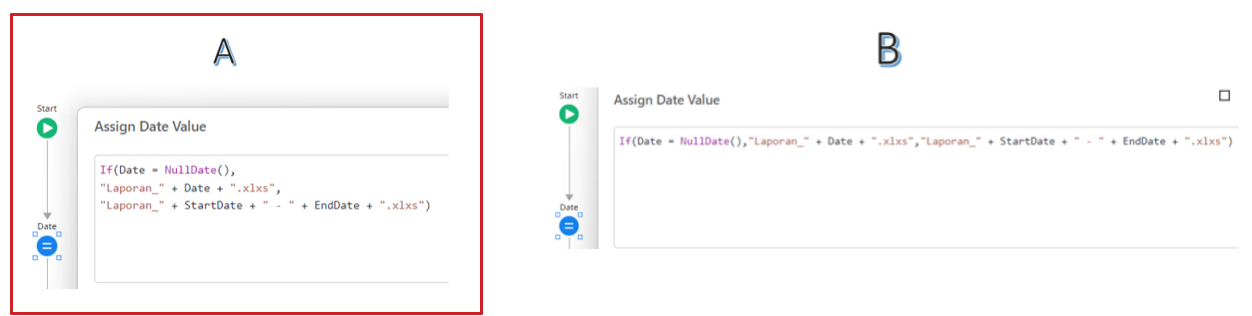 A
Start
Assign Date Value
If(Date = NullDate(),
"Laporan_" + Date + ".xlxs",
"Laporan_" + StartDate + " - " + EndDate + ".xlxs")
Date
B
Start
Assign Date Value
If(Date = NullDate(),"Laporan_" + Date + ".xlxs","Laporan_" + StartDate + " - " + EndDate + ".xlxs")
Date